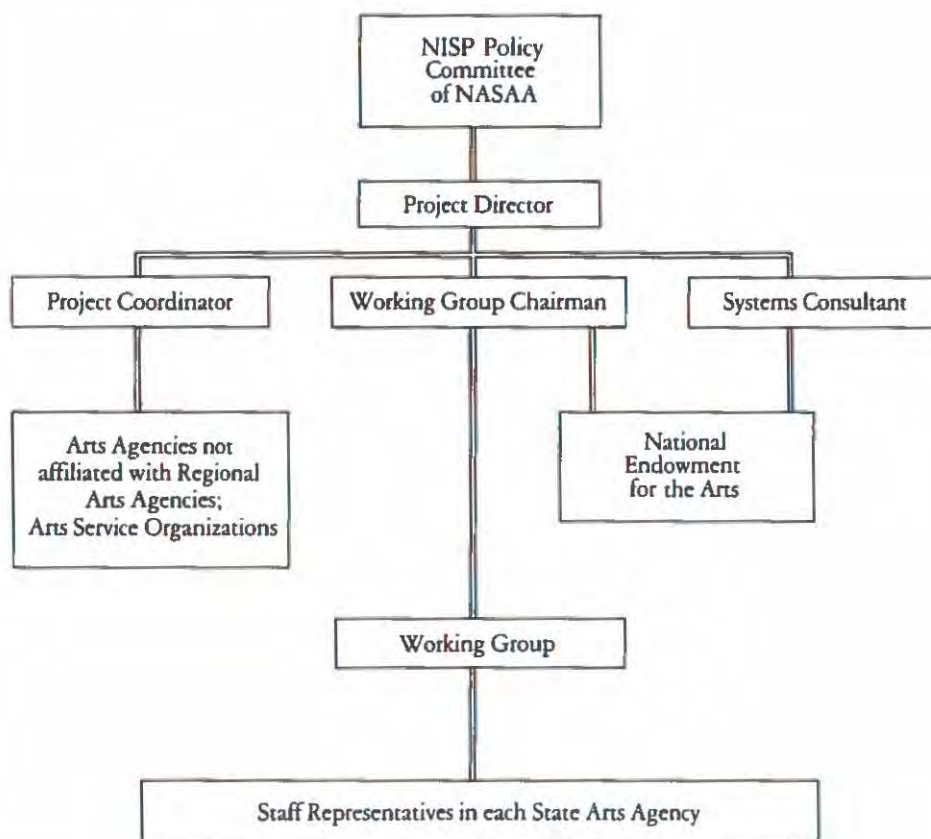 NISP Policy
Committee
of NASAA
Project Director
Project Coordinator
Working Group Chairman
Systems Consultant
Arts Agencies not
affiliated with Regional
Arts Agencies;
Arts Service Organizations
National
Endowment
for the Arts
Working Group
Staff Representatives in each State Arts Agency